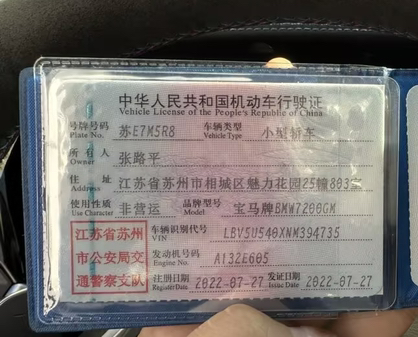 中华人民共和国机动车行驶证
Vehicle License of the People's Republic of China
号牌号码 Plate No. 苏E7M5R8 车辆类型 Vehicle Type 小型轿车
所有人 Owner 张路平
住址 Address 江苏省苏州市相城区魅力花园25幢803室
使用性质 Use Character 非营运 品牌型号 Model 宝马牌BMW7200GM
江苏省苏州 车辆识别代号 VIN LBV5U540XNM394735
市公安局交 发动机号码 Engine No. A132E605
通警察支队 注册日期 Register Date 2022-07-27 发证日期 Issue Date 2022-07-27